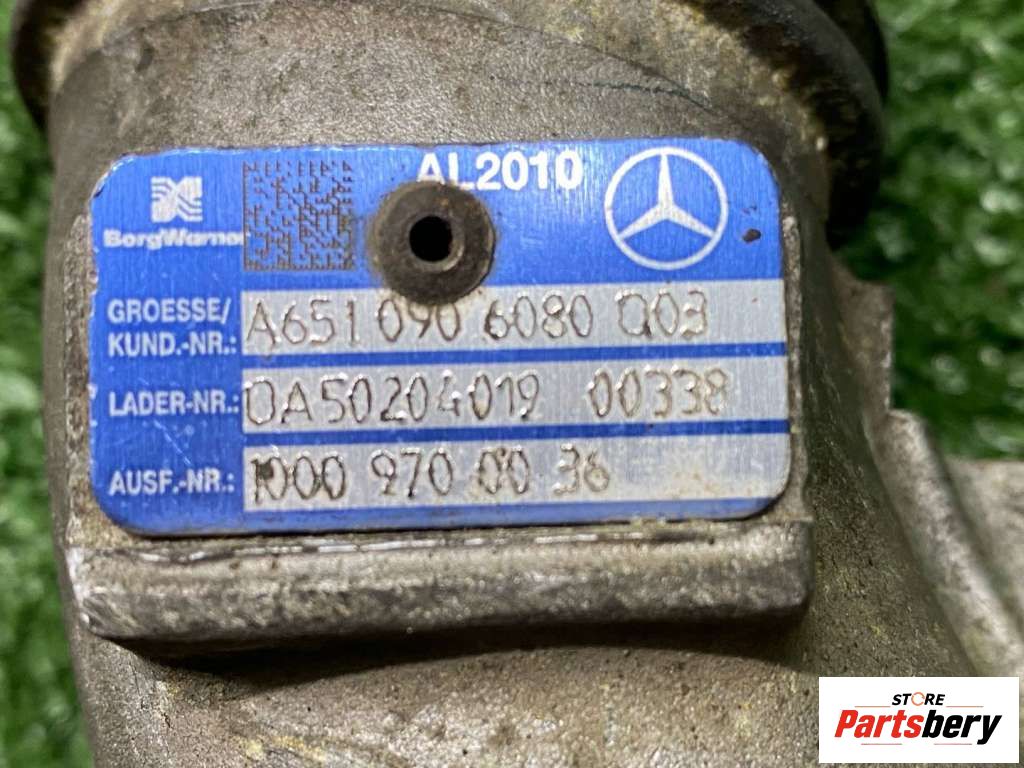 AL2010
BorgWarner
GROESSE/
KUND.-NR.: A651 090 6080 Q03
LADER-NR.: OA50204019 00338
AUSF.-NR.: 1000 970 00 36
STORE
Partsbery